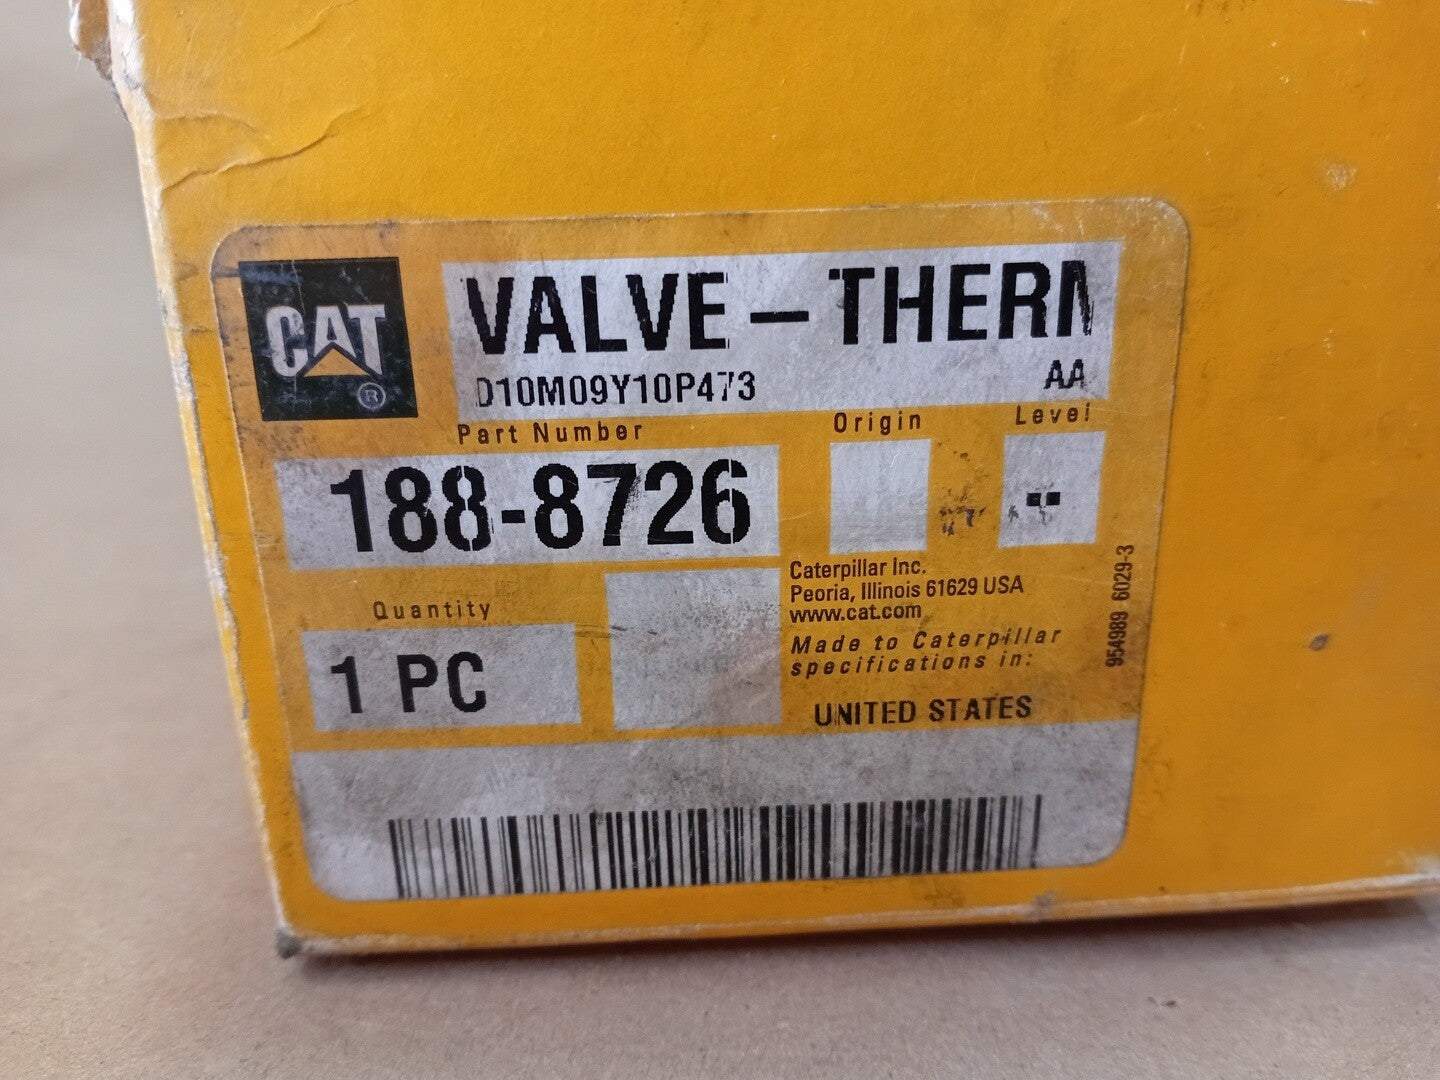 CAT
®
VALVE-THERM
D10M09Y10P473 AA
Part Number Origin Level
188-8726 --
Quantity
1 PC
Caterpillar Inc.
Peoria, Illinois 61629 USA
www.cat.com
Made to Caterpillar
specifications in:
UNITED STATES
954989 6029-3